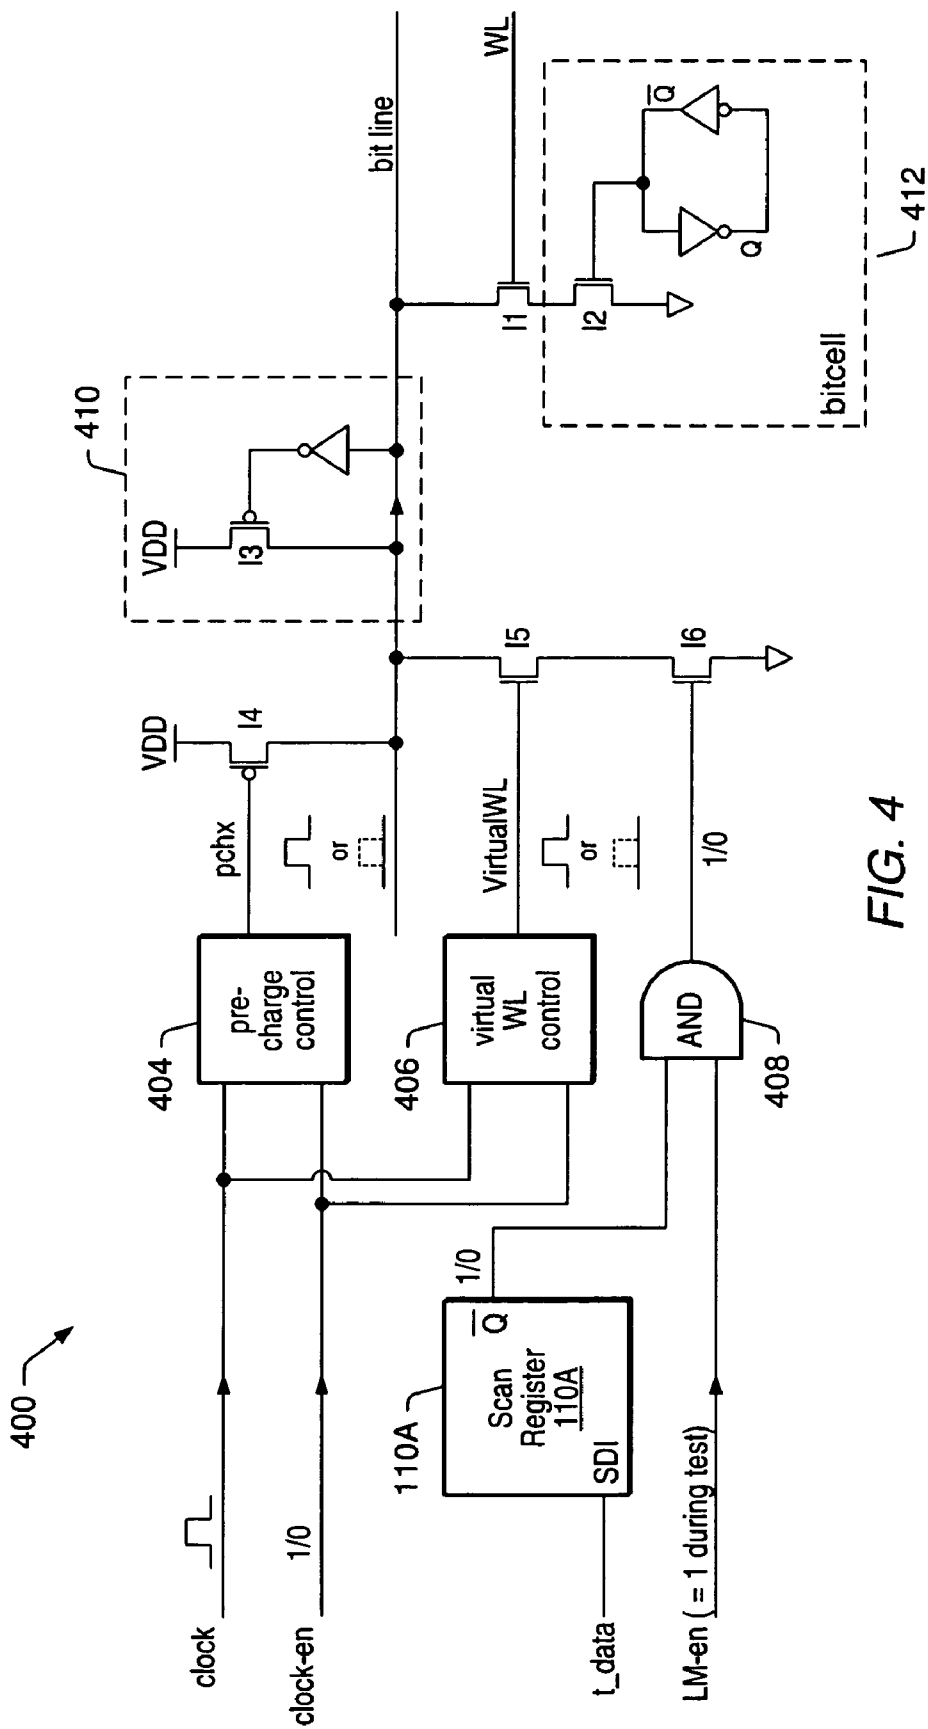 400
clock
clock-en
1/0
t_data
LM-en ( = 1 during test)
404
pre-
charge
control
pchx
or
VDD
I4
410
VDD
I3
bit line
406
virtual
WL
control
VirtualWL
or
I5
I6
110A
Scan
Register
110A
SDI
Q
1/0
408
AND
1/0
WL
I1
I2
Q
Q
bitcell
412
FIG. 4